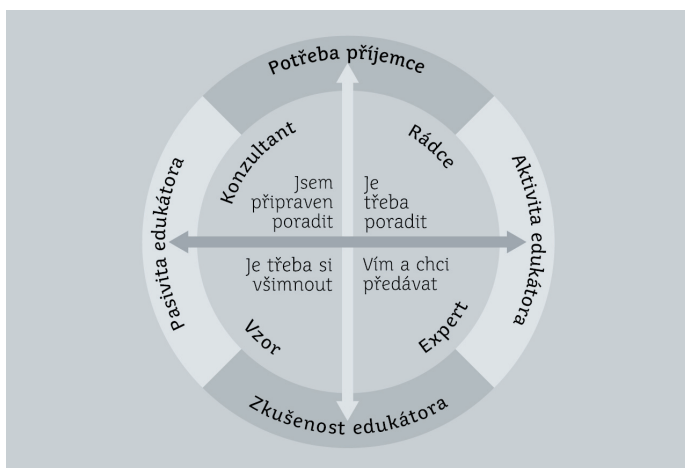 Potřeba příjemce
Konzultant
Rádce
Pasivita edukátora
Aktivita edukátora
Jsem
připraven
poradit
Je
třeba
poradit
Je třeba si
všimnout
Vím a chci
předávat
Vzor
Expert
Zkušenost edukátora